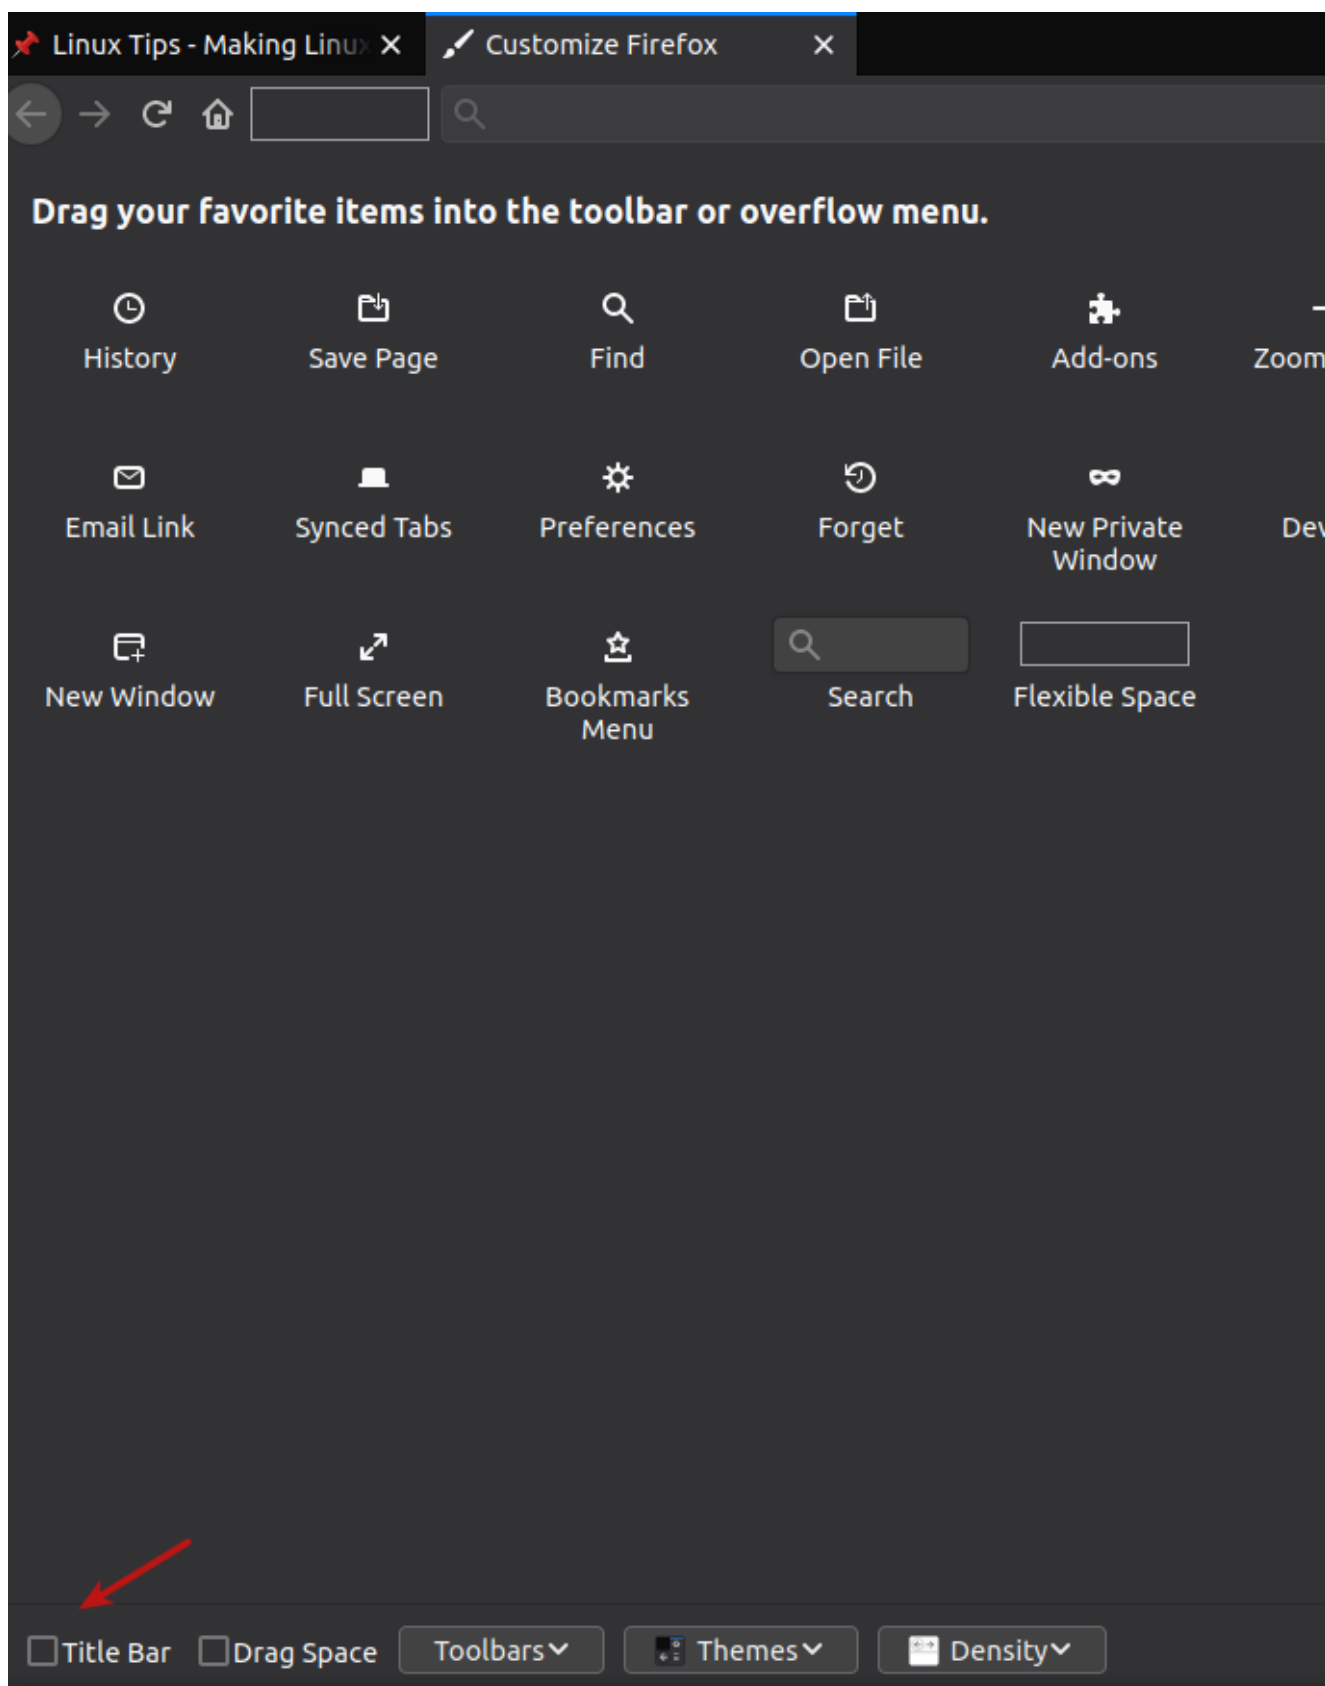 Linux Tips - Making Linux
Customize Firefox
Drag your favorite items into the toolbar or overflow menu.
History
Save Page
Find
Open File
Add-ons
Zoom
Email Link
Synced Tabs
Preferences
Forget
New Private
Window
Dev
New Window
Full Screen
Bookmarks
Menu
Search
Flexible Space
Title Bar
Drag Space
Toolbars
Themes
Density